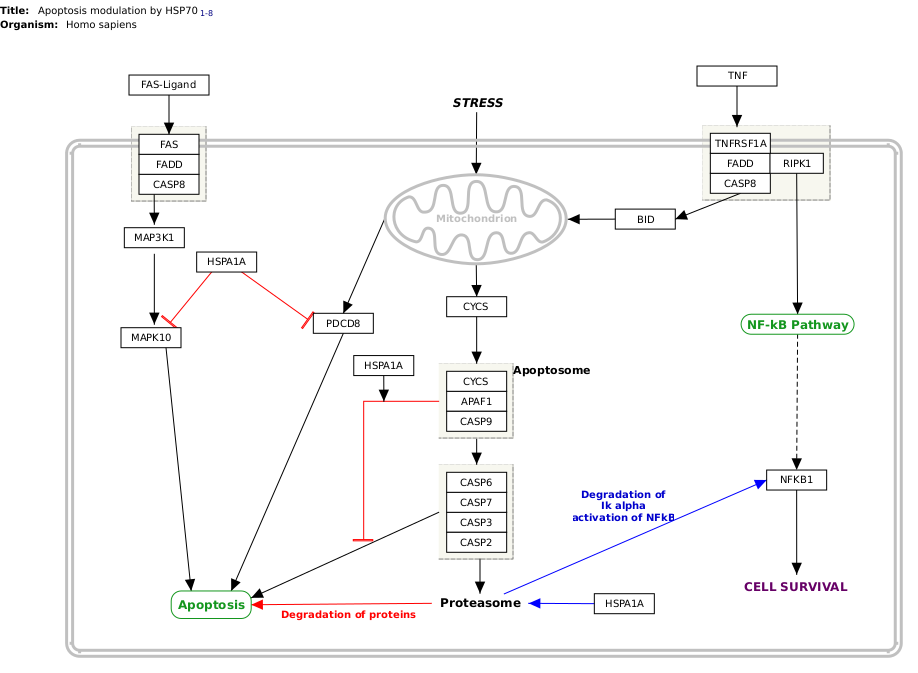 Title: Apoptosis modulation by HSP70 1-8
Organism: Homo sapiens
TNF
FAS-Ligand
STRESS
FAS
FADD
CASP8
TNFRSF1A
FADD
RIPK1
CASP8
Mitochondrion
BID
MAP3K1
HSPA1A
CYCS
PDCD8
NF-kB Pathway
MAPK10
HSPA1A
Apoptosome
CYCS
APAF1
CASP9
CASP6
CASP7
CASP3
CASP2
NFKB1
Degradation of
Ik alpha
activation of NFkB
CELL SURVIVAL
Apoptosis
Proteasome
HSPA1A
Degradation of proteins